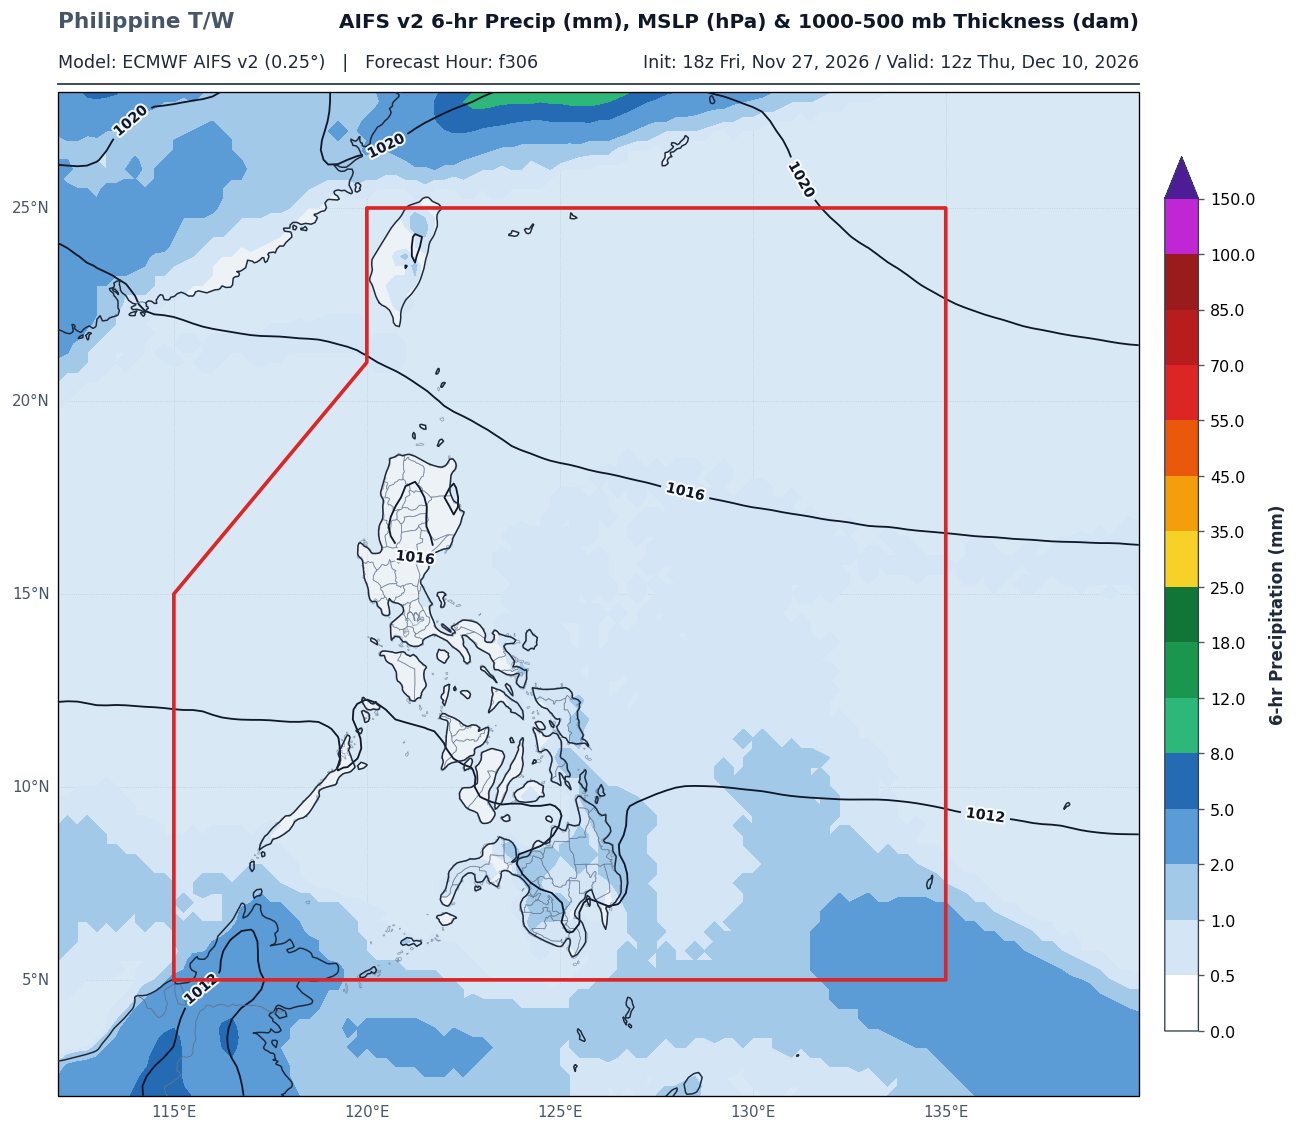 Philippine T/W
AIFS v2 6-hr Precip (mm), MSLP (hPa) & 1000-500 mb Thickness (dam)
Model: ECMWF AIFS v2 (0.25°) | Forecast Hour: f306
Init: 18z Fri, Nov 27, 2026 / Valid: 12z Thu, Dec 10, 2026
1020
1020
1020
1016
1016
1012
1012
25°N
20°N
15°N
10°N
5°N
115°E
120°E
125°E
130°E
135°E
150.0
100.0
85.0
70.0
55.0
45.0
35.0
25.0
18.0
12.0
8.0
5.0
2.0
1.0
0.5
0.0
6-hr Precipitation (mm)